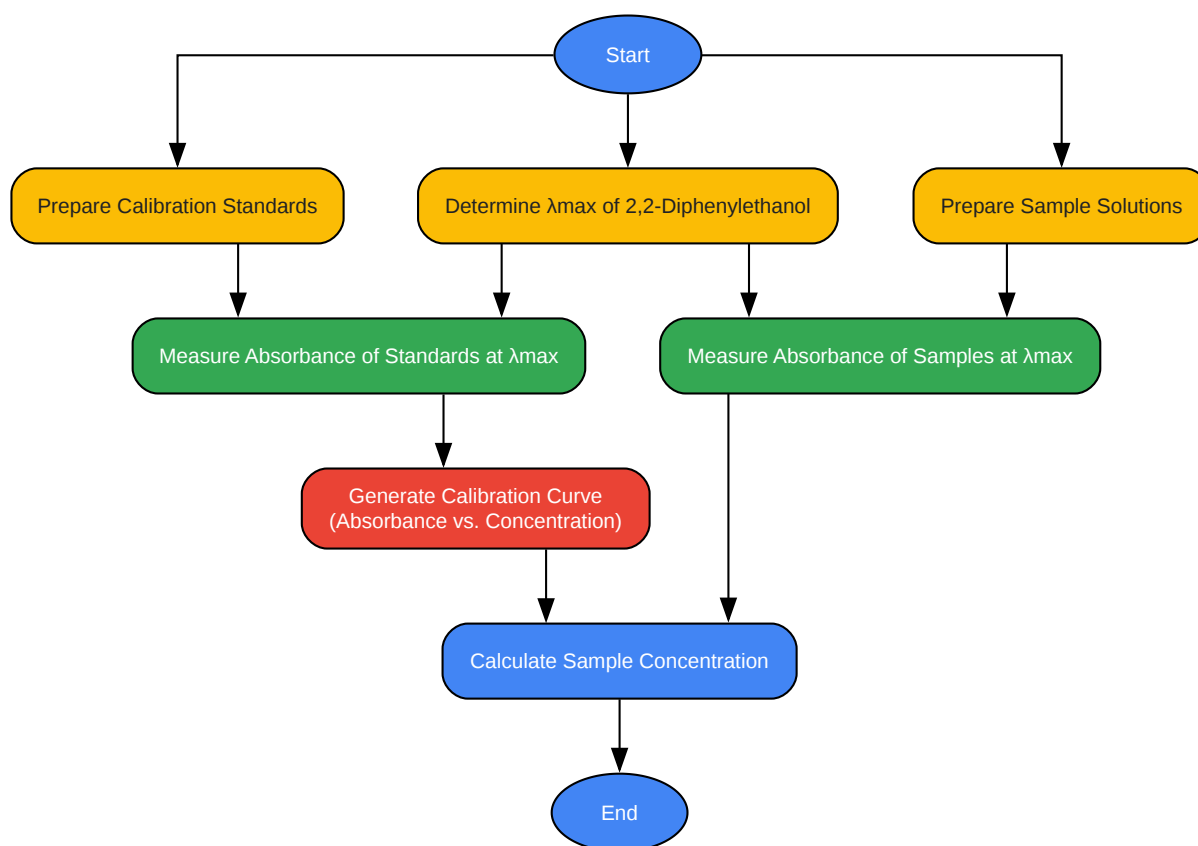 Start
Prepare Calibration Standards
Determine λmax of 2,2-Diphenylethanol
Prepare Sample Solutions
Measure Absorbance of Standards at λmax
Measure Absorbance of Samples at λmax
Generate Calibration Curve
(Absorbance vs. Concentration)
Calculate Sample Concentration
End